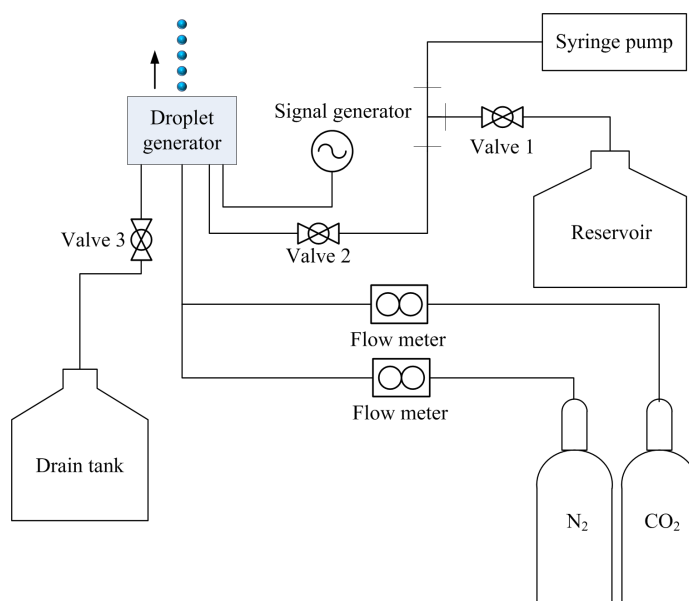 Syringe pump
Droplet
generator
Signal generator
Valve 1
Valve 3
Valve 2
Reservoir
Flow meter
Flow meter
Drain tank
N₂
CO₂